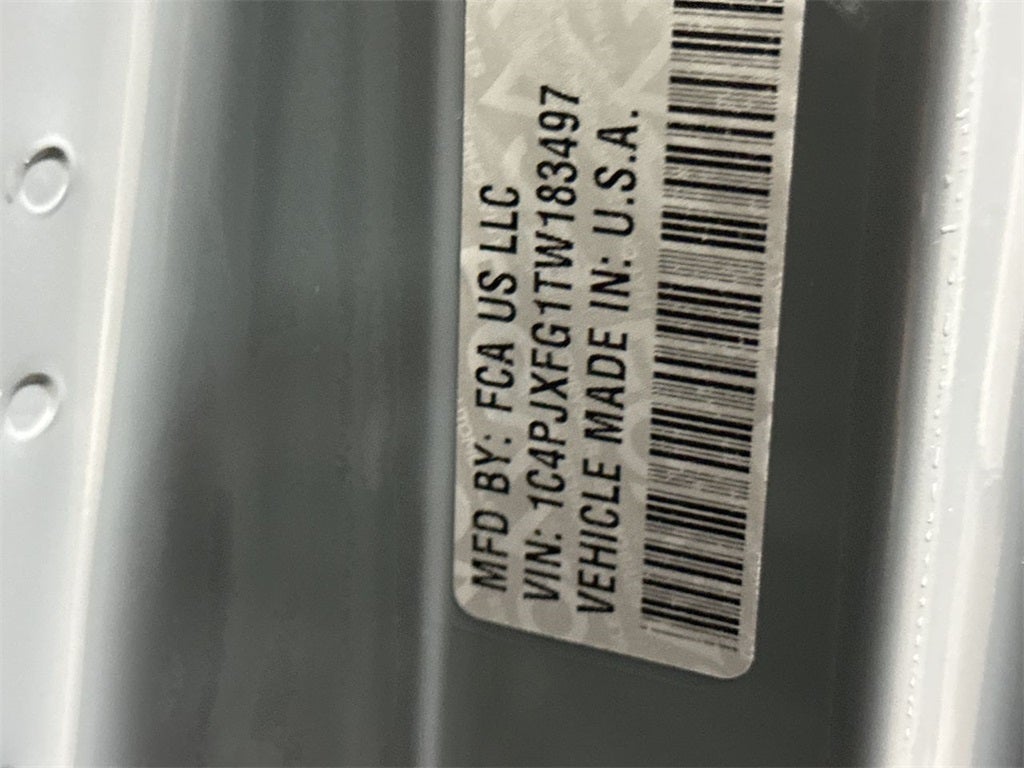 MFD BY: FCA US LLC
VIN: 1C4PJXFG1TW183497
VEHICLE MADE IN: U.S.A.